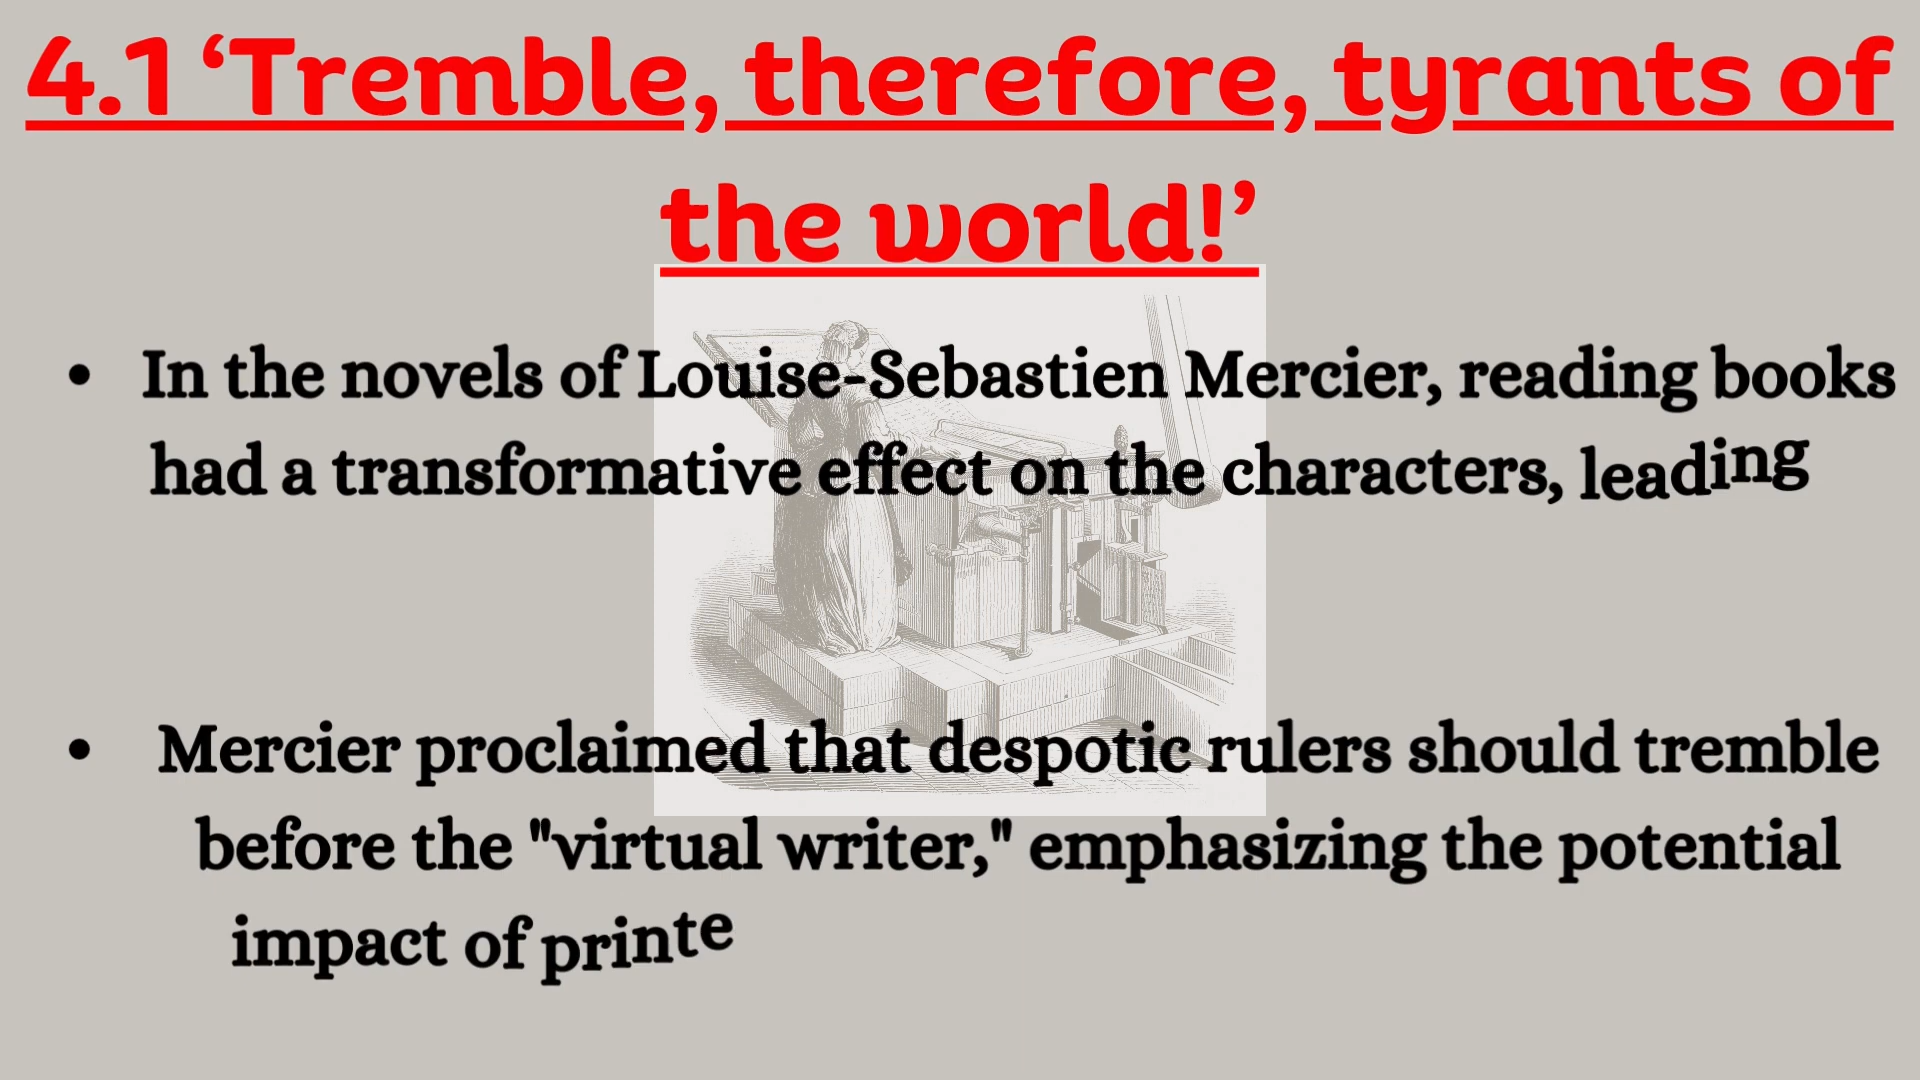 4.1 ‘Tremble, therefore, tyrants of
the world!’
• In the novels of Louise-Sebastien Mercier, reading books
had a transformative effect on the characters, leading
• Mercier proclaimed that despotic rulers should tremble
before the "virtual writer," emphasizing the potential
impact of printe